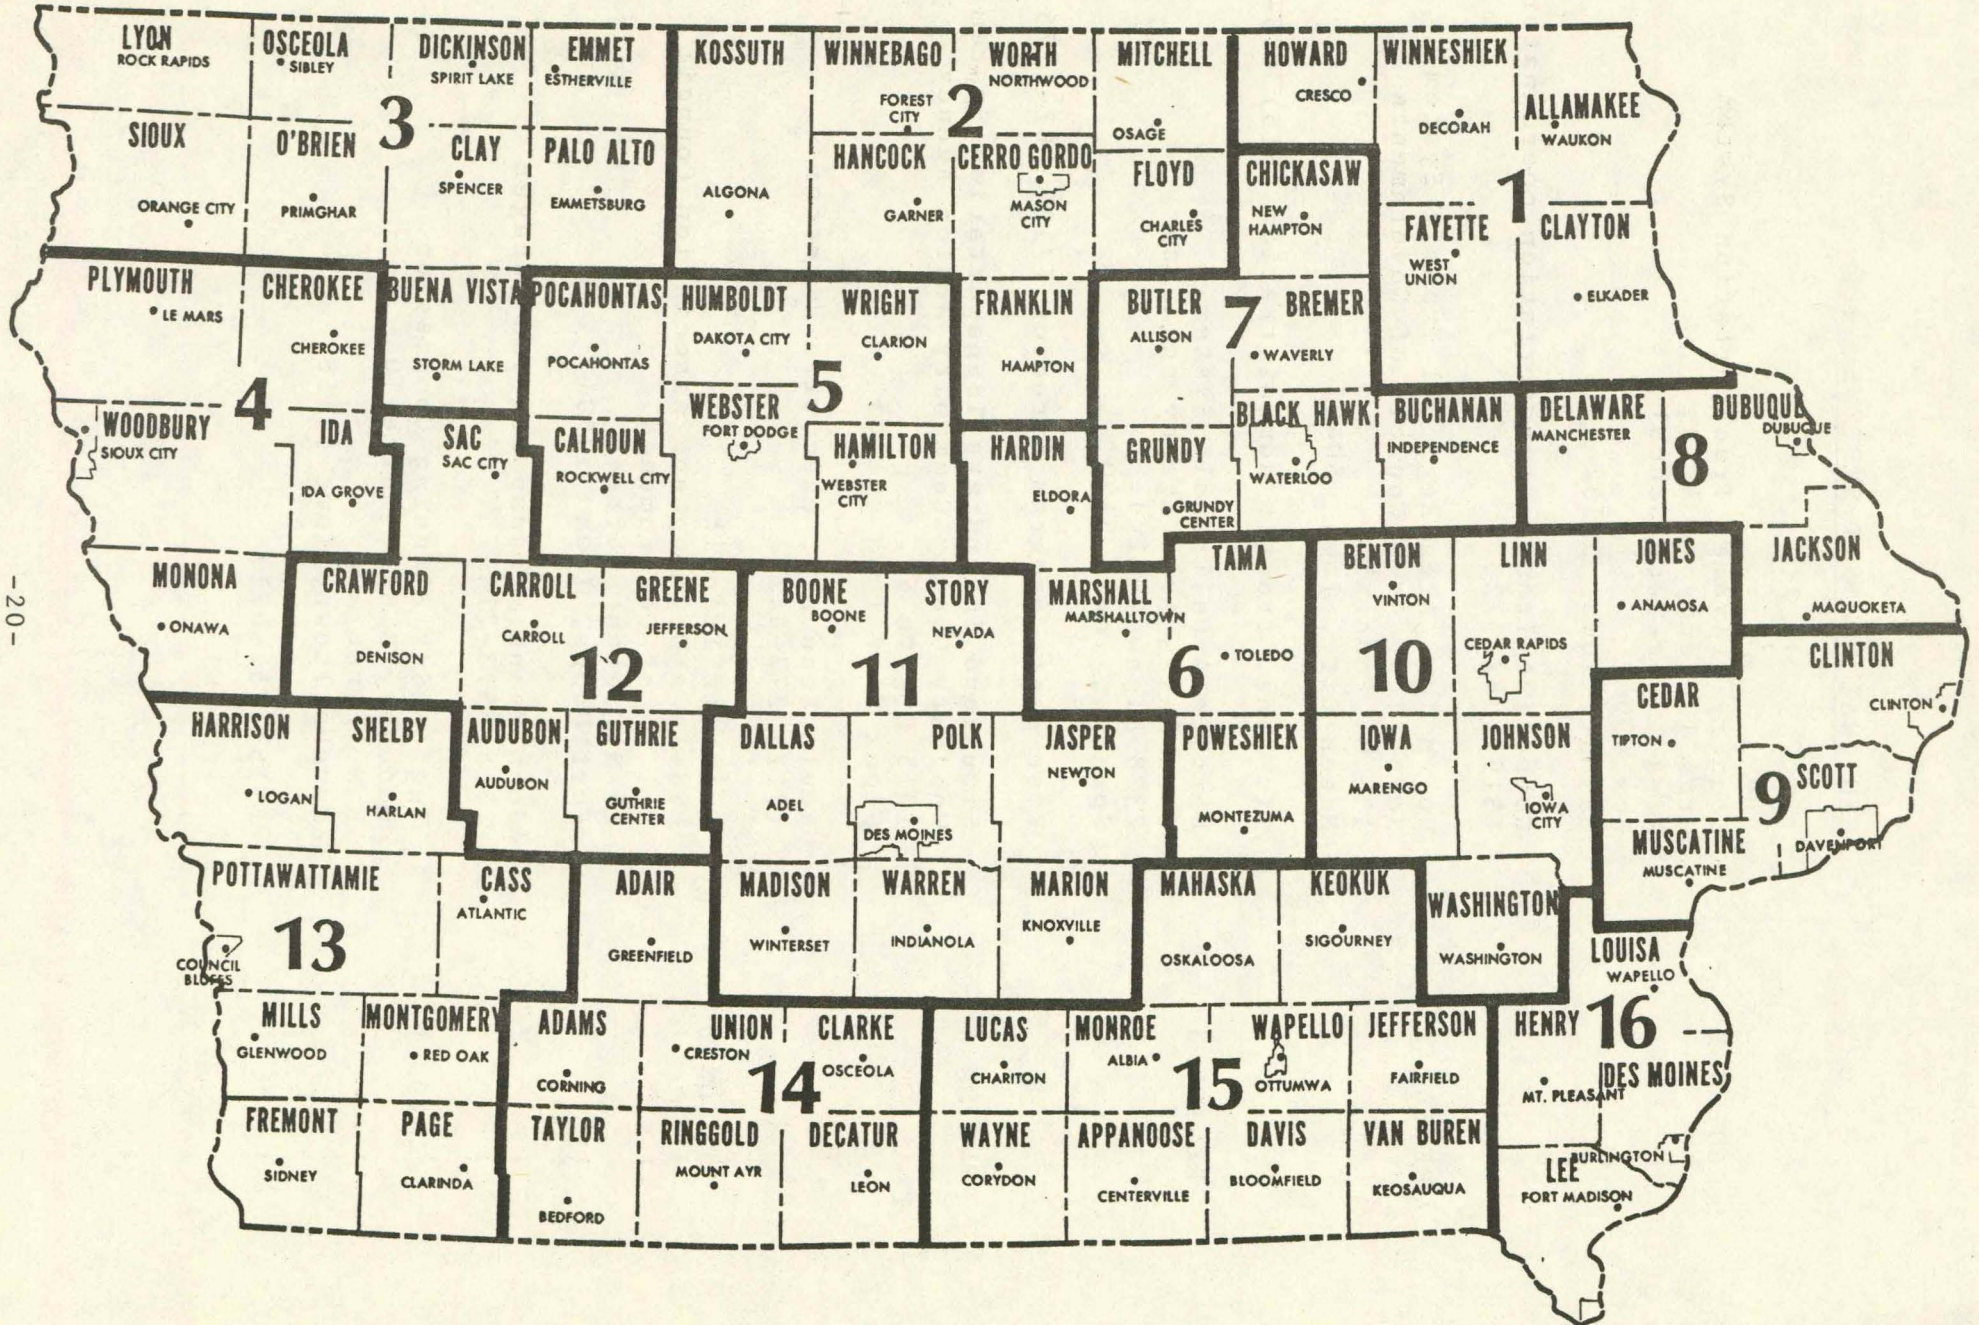 LYON
ROCK RAPIDS
OSCEOLA
SIBLEY
DICKINSON
SPIRIT LAKE
EMMET
ESTHERVILLE
KOSSUTH
ALGONA
WINNEBAGO
FOREST
CITY
WORTH
NORTHWOOD
MITCHELL
OSAGE
HOWARD
CRESCO
WINNESHIEK
DECORAH
ALLAMAKEE
WAUKON
3
2
1
SIOUX
ORANGE CITY
O'BRIEN
PRIMGHAR
CLAY
SPENCER
PALO ALTO
EMMETSBURG
HANCOCK
GARNER
CERRO GORDO
MASON
CITY
FLOYD
CHARLES
CITY
CHICKASAW
NEW
HAMPTON
FAYETTE
WEST
UNION
CLAYTON
ELKADER
PLYMOUTH
LE MARS
CHEROKEE
CHEROKEE
BUENA VISTA
STORM LAKE
POCAHONTAS
POCAHONTAS
HUMBOLDT
DAKOTA CITY
WRIGHT
CLARION
FRANKLIN
HAMPTON
BUTLER
ALLISON
7
BREMER
WAVERLY
4
5
8
WOODBURY
SIOUX CITY
IDA
IDA GROVE
SAC
SAC CITY
CALHOUN
ROCKWELL CITY
WEBSTER
FORT DODGE
HAMILTON
WEBSTER
CITY
HARDIN
ELDORA
GRUNDY
GRUNDY
CENTER
BLACK HAWK
WATERLOO
BUCHANAN
INDEPENDENCE
DELAWARE
MANCHESTER
DUBUQUE
DUBUQUE
MONONA
ONAWA
CRAWFORD
DENISON
CARROLL
CARROLL
GREENE
JEFFERSON
BOONE
BOONE
STORY
NEVADA
MARSHALL
MARSHALLTOWN
TAMA
TOLEDO
BENTON
VINTON
LINN
CEDAR RAPIDS
JONES
ANAMOSA
JACKSON
MAQUOKETA
12
11
6
10
HARRISON
LOGAN
SHELBY
HARLAN
AUDUBON
AUDUBON
GUTHRIE
GUTHRIE
CENTER
DALLAS
ADEL
POLK
DES MOINES
JASPER
NEWTON
POWESHIEK
MONTEZUMA
IOWA
MARENGO
JOHNSON
IOWA
CITY
CEDAR
TIPTON
CLINTON
CLINTON
9
SCOTT
DAVENPORT
MUSCATINE
MUSCATINE
POTTAWATTAMIE
13
COUNCIL
BLUFFS
CASS
ATLANTIC
ADAIR
GREENFIELD
MADISON
WINTERSET
WARREN
INDIANOLA
MARION
KNOXVILLE
MAHASKA
OSKALOOSA
KEOKUK
SIGOURNEY
WASHINGTON
WASHINGTON
LOUISA
WAPELLO
MILLS
GLENWOOD
MONTGOMERY
RED OAK
ADAMS
CORNING
UNION
CRESTON
CLARKE
OSCEOLA
LUCAS
CHARITON
MONROE
ALBIA
WAPELLO
OTTUMWA
JEFFERSON
FAIRFIELD
HENRY
MT. PLEASANT
16
DES MOINES
BURLINGTON
14
15
FREMONT
SIDNEY
PAGE
CLARINDA
TAYLOR
BEDFORD
RINGGOLD
MOUNT AYR
DECATUR
LEON
WAYNE
CORYDON
APPANOOSE
CENTERVILLE
DAVIS
BLOOMFIELD
VAN BUREN
KEOSAUQUA
LEE
FORT MADISON
-20-